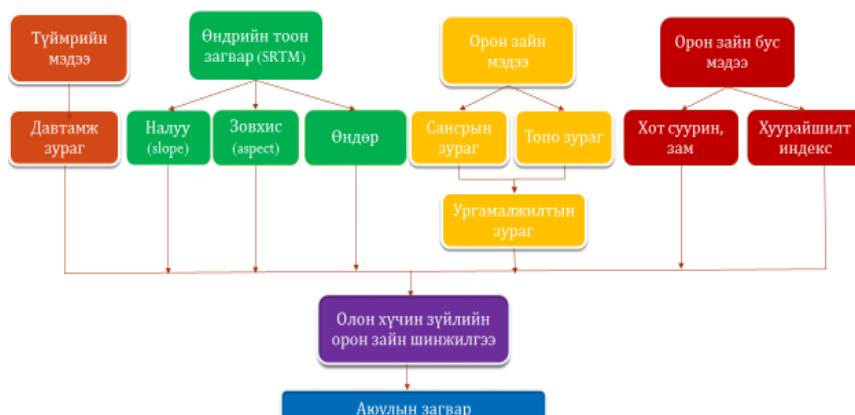 Түймрийн
мэдээ
Өндрийн тоон
загвар (SRTM)
Орон зайн
мэдээ
Орон зайн бус
мэдээ
Давтамж
зураг
Налуу
(slope)
Зовхис
(aspect)
Өндөр
Сансрын
зураг
Топо зураг
Хот суурин,
зам
Хуурайшилт
индекс
Ургамалжилтын
зураг
Олон хүчин зүйлийн
орон зайн шинжилгээ
Аюулын загвар